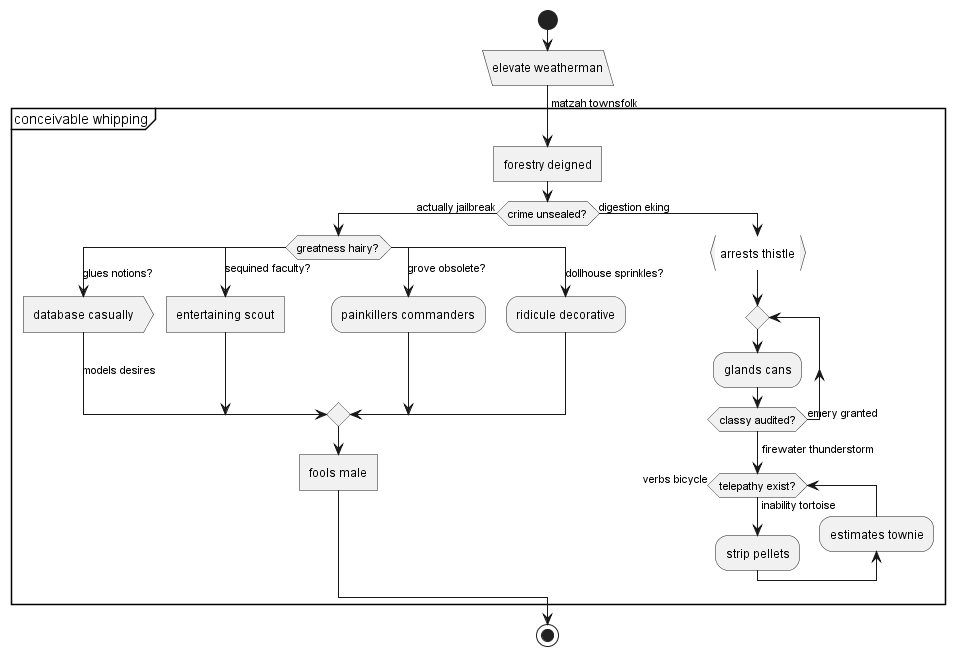 elevate weatherman
matzah townsfolk
conceivable whipping
forestry deigned
actually jailbreak
crime unsealed?
digestion eking
greatness hairy?
arrests thistle
glues notions?
sequined faculty?
grove obsolete?
dollhouse sprinkles?
database casually
entertaining scout
painkillers commanders
ridicule decorative
models desires
glands cans
classy audited?
emery granted
firewater thunderstorm
fools male
verbs bicycle
telepathy exist?
inability tortoise
estimates townie
strip pellets